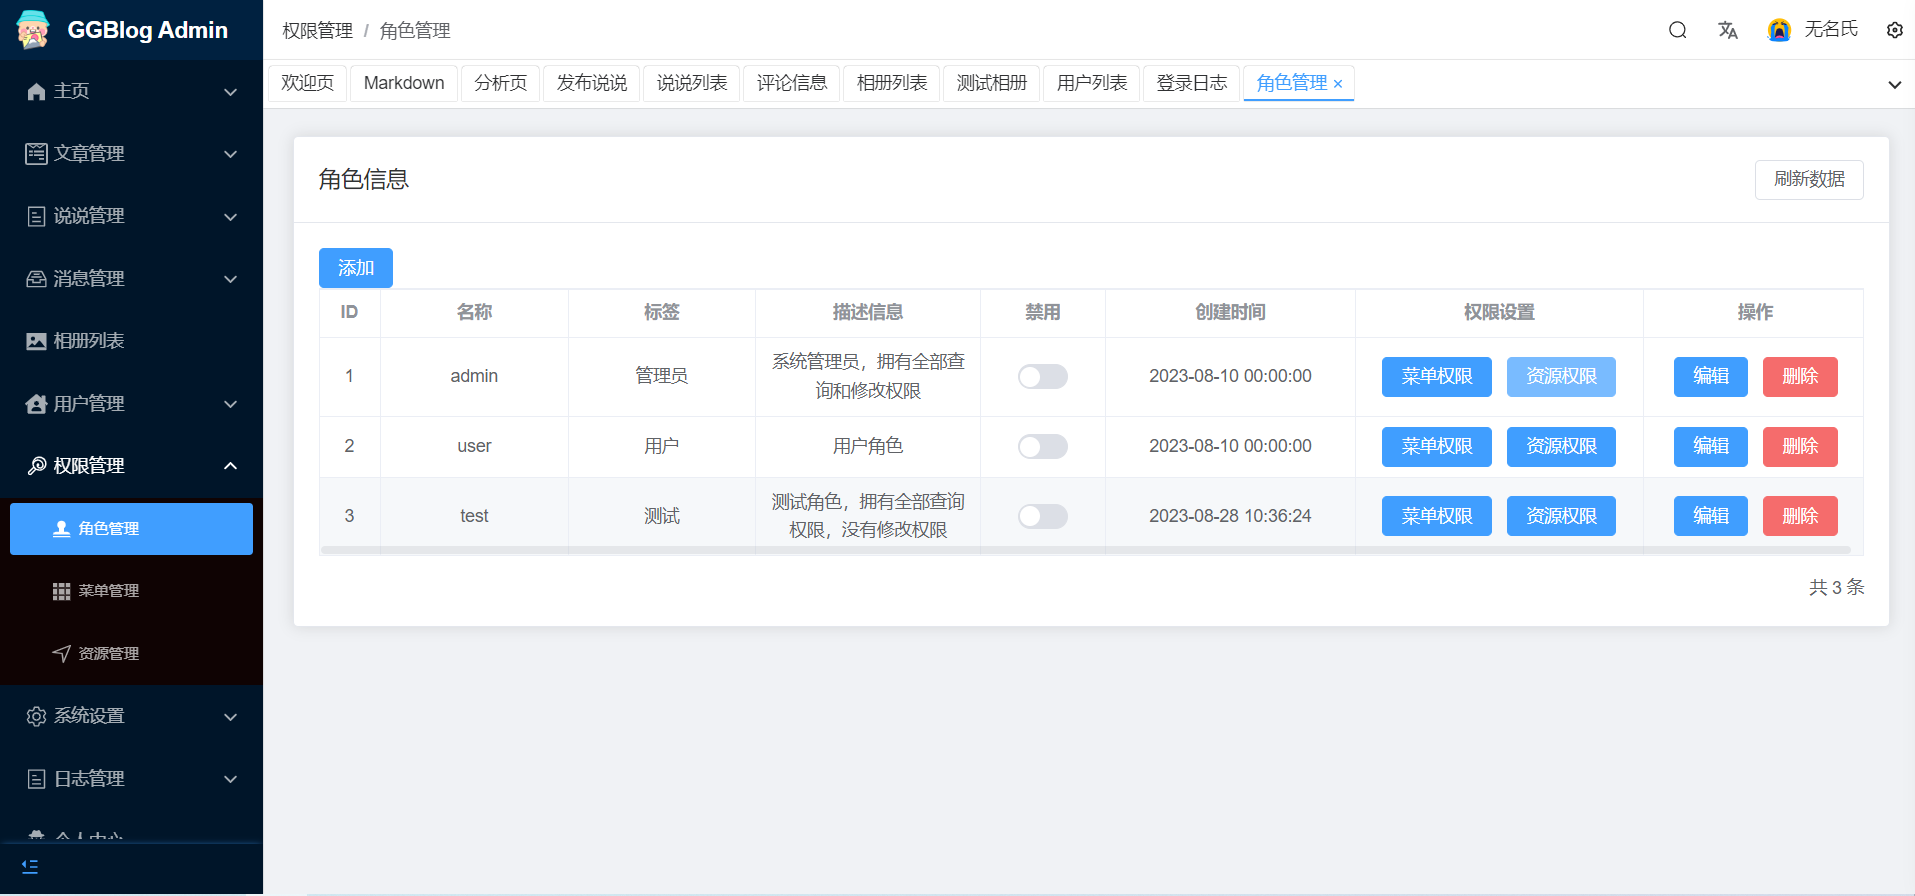 GGBlog Admin
主页
文章管理
说说管理
消息管理
相册列表
用户管理
权限管理
角色管理
菜单管理
资源管理
系统设置
日志管理
个人中心
权限管理 / 角色管理
无名氏
欢迎页 Markdown 分析页 发布说说 说说列表 评论信息 相册列表 测试相册 用户列表 登录日志 角色管理 ×
角色信息
刷新数据
添加
ID 名称 标签 描述信息 禁用 创建时间 权限设置 操作
1 admin 管理员 系统管理员，拥有全部查
询和修改权限 2023-08-10 00:00:00 菜单权限 资源权限 编辑 删除
2 user 用户 用户角色 2023-08-10 00:00:00 菜单权限 资源权限 编辑 删除
3 test 测试 测试角色，拥有全部查询
权限，没有修改权限 2023-08-28 10:36:24 菜单权限 资源权限 编辑 删除
共 3 条